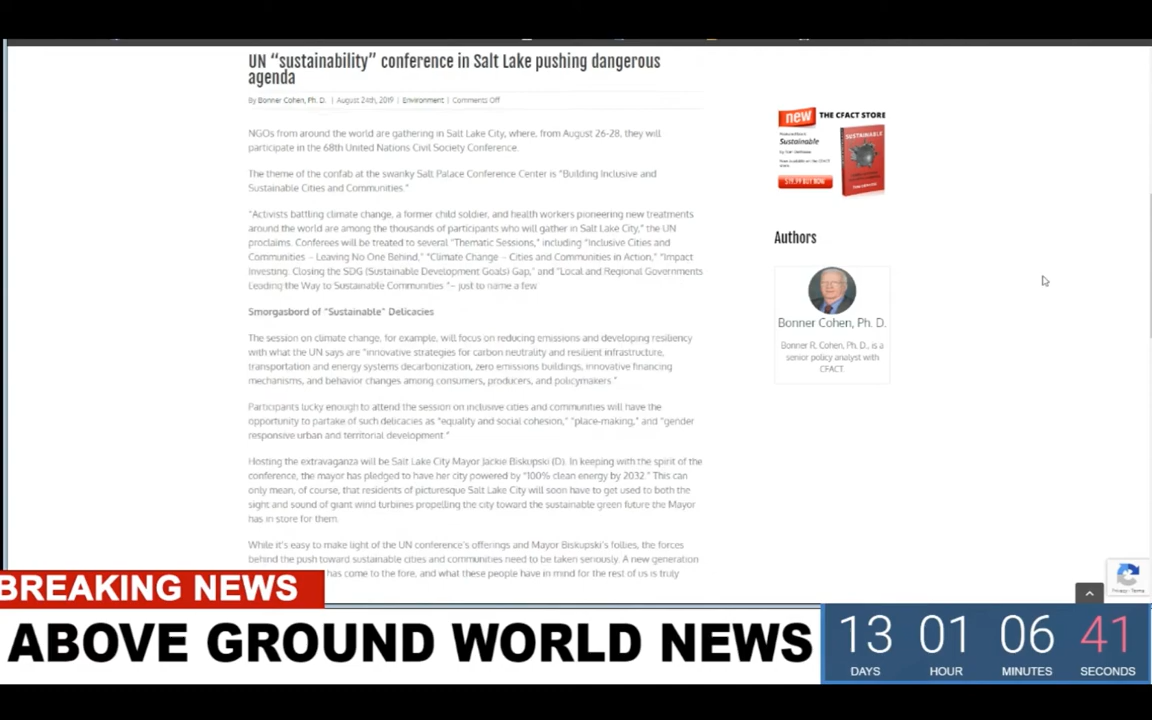 UN “sustainability” conference in Salt Lake pushing dangerous
agenda
By Bonner Cohen, Ph. D. | August 24th, 2019 | Environment | Comments Off
NGOs from around the world are gathering in Salt Lake City, where, from August 26-28, they will
participate in the 68th United Nations Civil Society Conference.
The theme of the confab at the swanky Salt Palace Conference Center is “Building Inclusive and
Sustainable Cities and Communities.”
“Activists battling climate change, a former child soldier, and health workers pioneering new treatments
around the world are among the thousands of participants who will gather in Salt Lake City,” the UN
proclaims. Conferees will be treated to several “Thematic Sessions,” including “Inclusive Cities and
Communities – Leaving No One Behind,” “Climate Change – Cities and Communities in Action,” “Impact
Investing. Closing the SDG (Sustainable Development Goals) Gap,” and “Local and Regional Governments
Leading the Way to Sustainable Communities “– just to name a few.
Smorgasbord of “Sustainable” Delicacies
The session on climate change, for example, will focus on reducing emissions and developing resiliency
with what the UN says are “innovative strategies for carbon neutrality and resilient infrastructure,
transportation and energy systems decarbonization, zero emissions buildings, innovative financing
mechanisms, and behavior changes among consumers, producers, and policymakers.”
Participants lucky enough to attend the session on inclusive cities and communities will have the
opportunity to partake of such delicacies as “equality and social cohesion,” “place-making,” and “gender
responsive urban and territorial development.”
Hosting the extravaganza will be Salt Lake City Mayor Jackie Biskupski (D). In keeping with the spirit of the
conference, the mayor has pledged to have her city powered by “100% clean energy by 2032.” This can
only mean, of course, that residents of picturesque Salt Lake City will soon have to get used to both the
sight and sound of giant wind turbines propelling the city toward the sustainable green future the Mayor
has in store for them.
While it’s easy to make light of the UN conference’s offerings and Mayor Biskupski’s follies, the forces
behind the push toward sustainable cities and communities need to be taken seriously. A new generation
has come to the fore, and what these people have in mind for the rest of us is truly
new THE CFACT STORE
Sustainable
$19.99 BUY NOW
SUSTAINABLE
Authors
Bonner Cohen, Ph. D.
Bonner R. Cohen, Ph. D., is a
senior policy analyst with
CFACT.
Privacy - Terms
BREAKING NEWS
ABOVE GROUND WORLD NEWS
13 01 06 41
DAYS HOUR MINUTES SECONDS